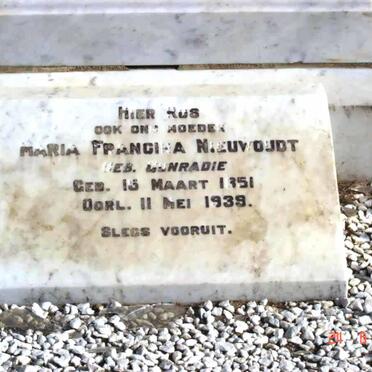 HIER RUS
OOK ONS MOEDER
MARIA FRANCINA NIEUWOUDT
GEB. CONRADIE
GEB. 15 MAART 1851
OORL. 11 MEI 1939.
SLEGS VOORUIT.